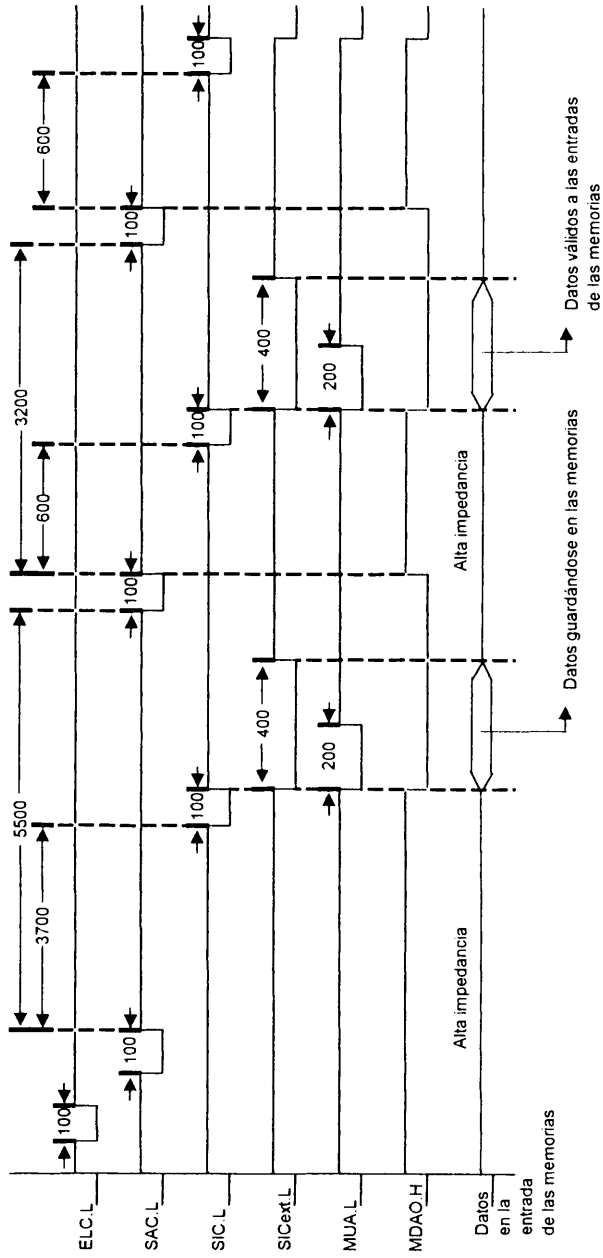 5500 3200
3700 600 600
ELC.L 100
SAC.L 100 100 100
SIC.L 100 100 100
SICext.L 400 400
MUA.L 200 200
MDAO.H
Alta impedancia Alta impedancia
Datos
en la
entrada
de las memorias
Datos guardándose en las memorias
Datos válidos a las entradas
de las memorias